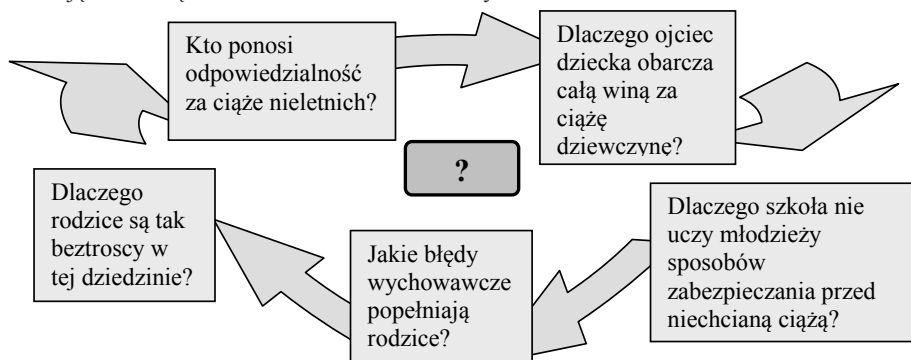 Kto ponosi
odpowiedzialność
za ciąże nieletnich?
Dlaczego ojciec
dziecka obarcza
całą winą za
ciążę
dziewczynę?
?
Dlaczego szkoła nie
uczy młodzieży
sposobów
zabezpieczania przed
niechcianą ciążą?
Jakie błędy
wychowawcze
popełniają
rodzice?
Dlaczego
rodzice są tak
beztroscy w
tej dziedzinie?